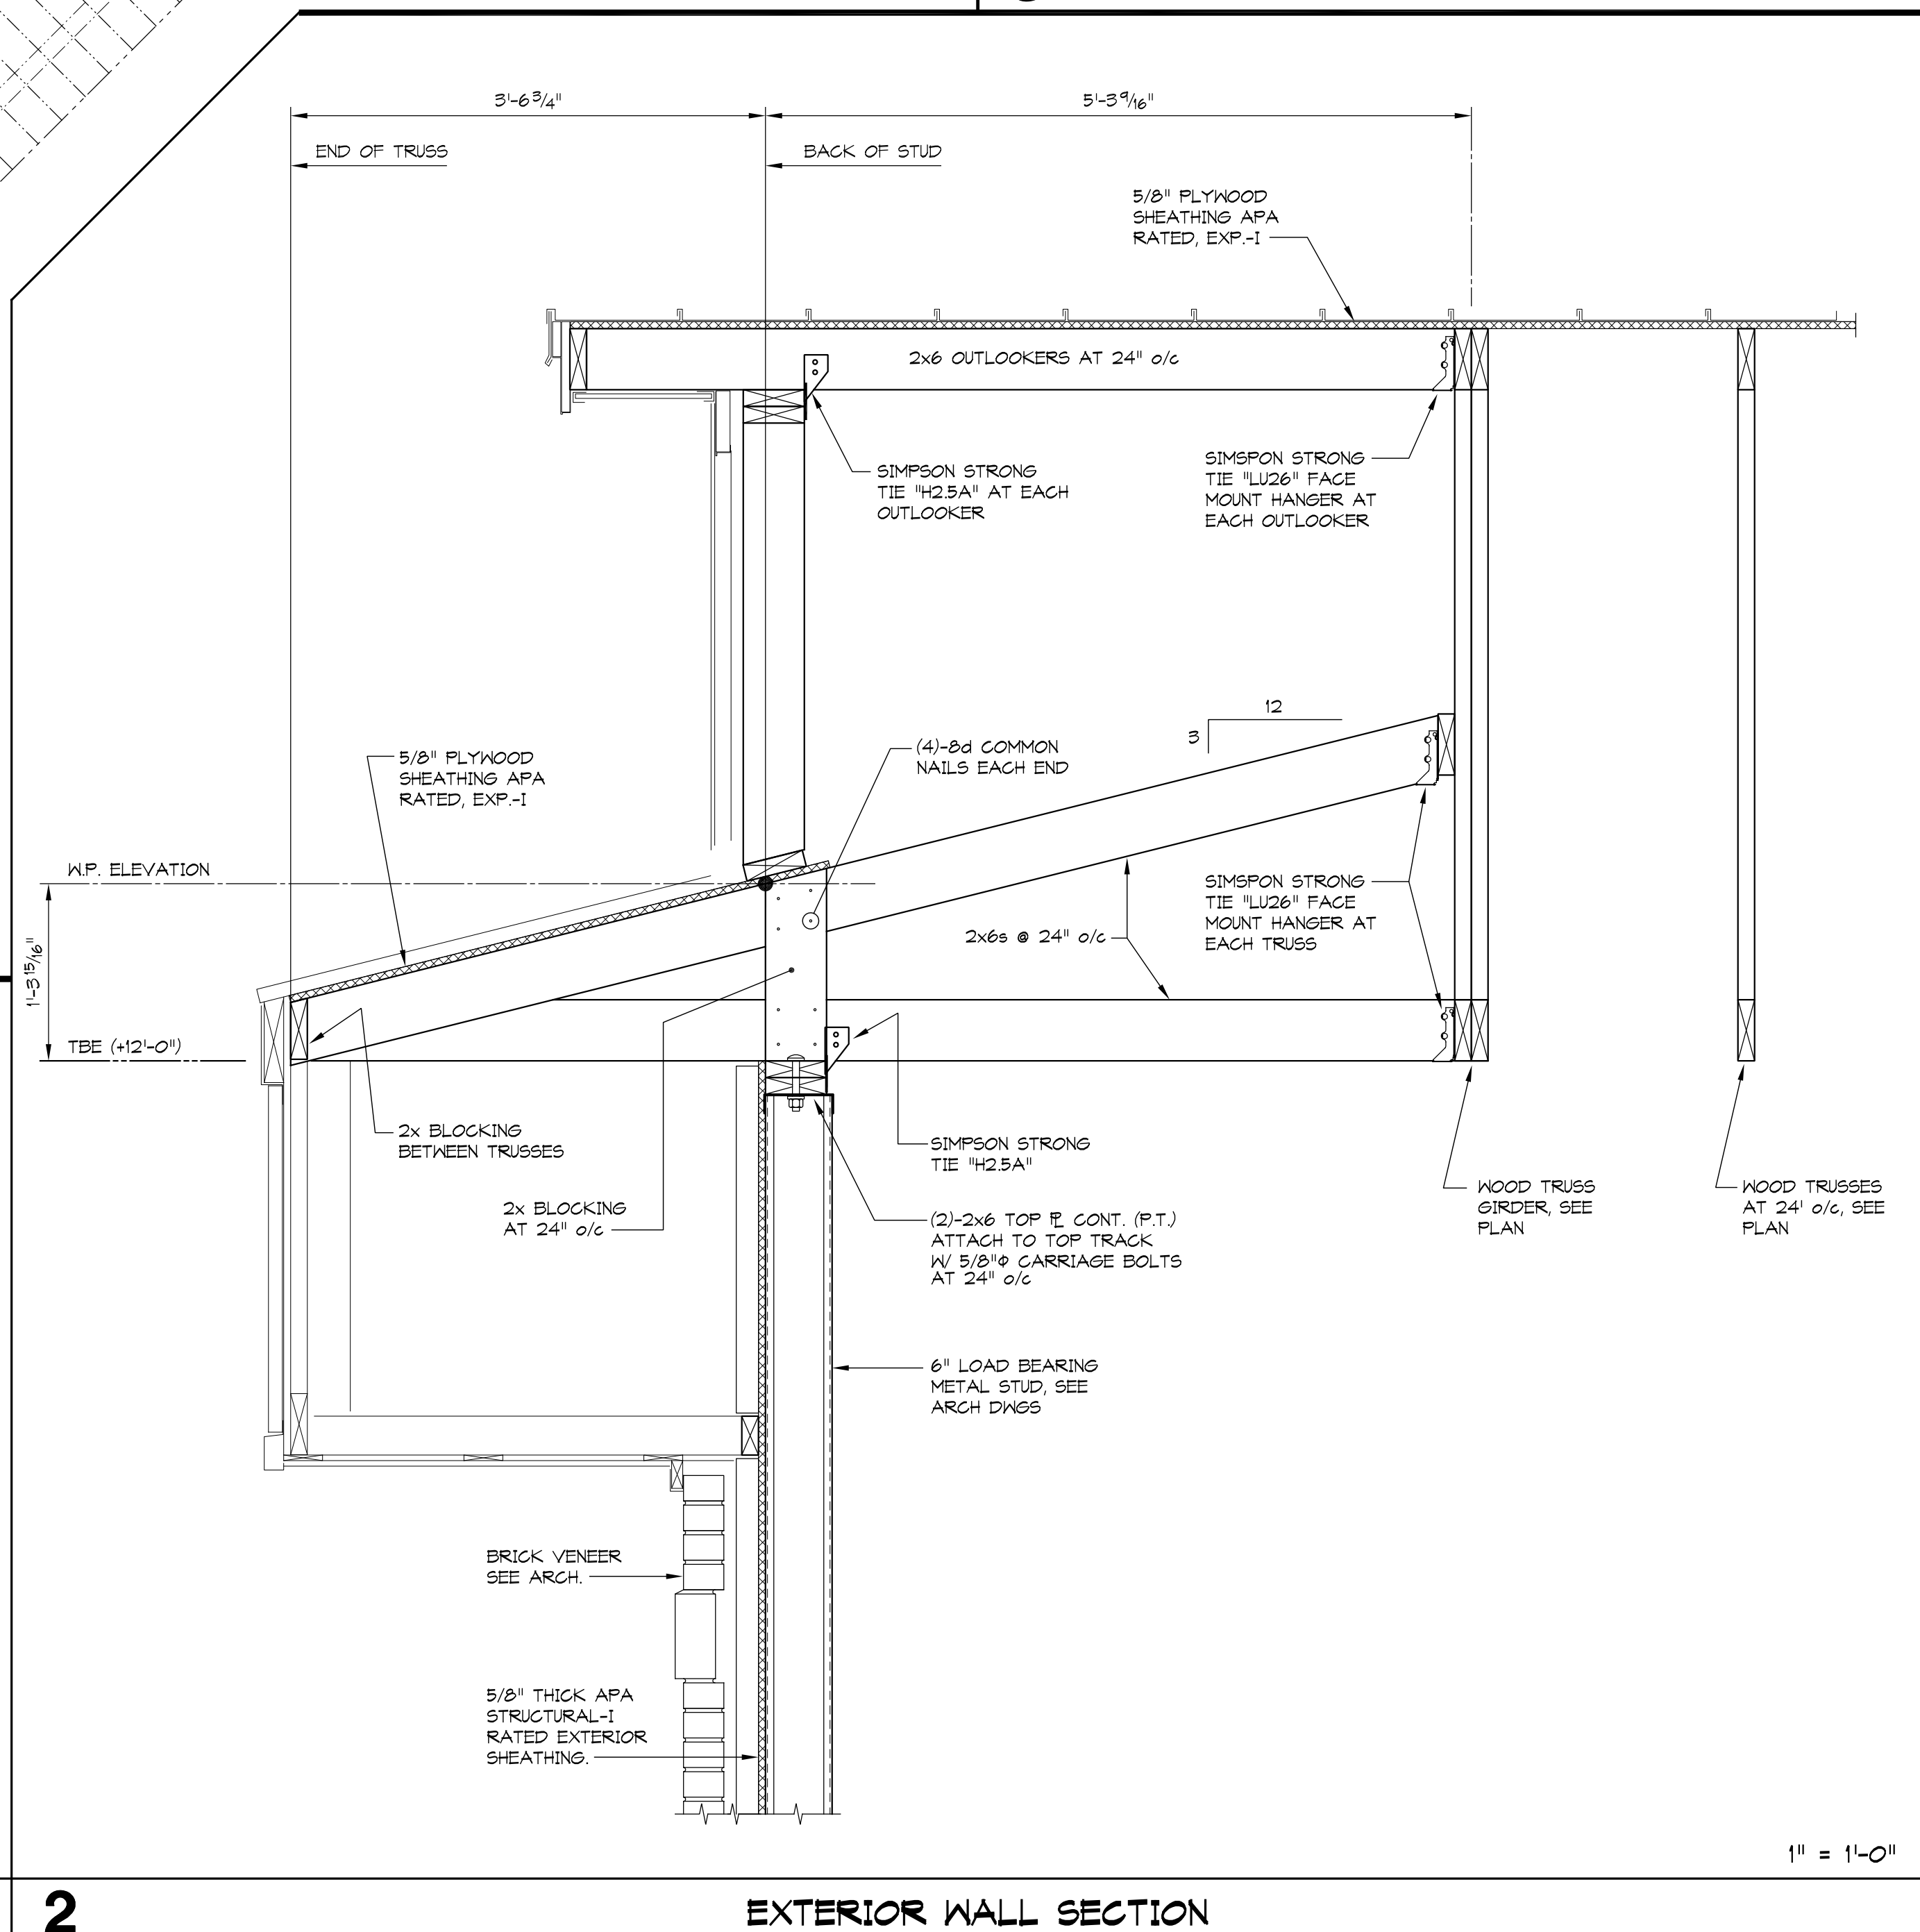 3'-6 3/4"
5'-3 9/16"
END OF TRUSS
BACK OF STUD
5/8" PLYWOOD
SHEATHING APA
RATED, EXP.-I
2x6 OUTLOOKERS AT 24" o/c
SIMPSON STRONG
TIE "H2.5A" AT EACH
OUTLOOKER
SIMSPON STRONG
TIE "LU26" FACE
MOUNT HANGER AT
EACH OUTLOOKER
12
3
(4)-8d COMMON
NAILS EACH END
5/8" PLYWOOD
SHEATHING APA
RATED, EXP.-I
W.P. ELEVATION
SIMSPON STRONG
TIE "LU26" FACE
MOUNT HANGER AT
EACH TRUSS
2x6s @ 24" o/c
1'-3 15/16"
TBE (+12'-0")
2x BLOCKING
BETWEEN TRUSSES
SIMPSON STRONG
TIE "H2.5A"
2x BLOCKING
AT 24" o/c
WOOD TRUSS
GIRDER, SEE
PLAN
WOOD TRUSSES
AT 24' o/c, SEE
PLAN
(2)-2x6 TOP PL CONT. (P.T.)
ATTACH TO TOP TRACK
W/ 5/8"Φ CARRIAGE BOLTS
AT 24" o/c
6" LOAD BEARING
METAL STUD, SEE
ARCH DWGS
BRICK VENEER
SEE ARCH.
5/8" THICK APA
STRUCTURAL-I
RATED EXTERIOR
SHEATHING.
1" = 1'-0"
2
EXTERIOR WALL SECTION